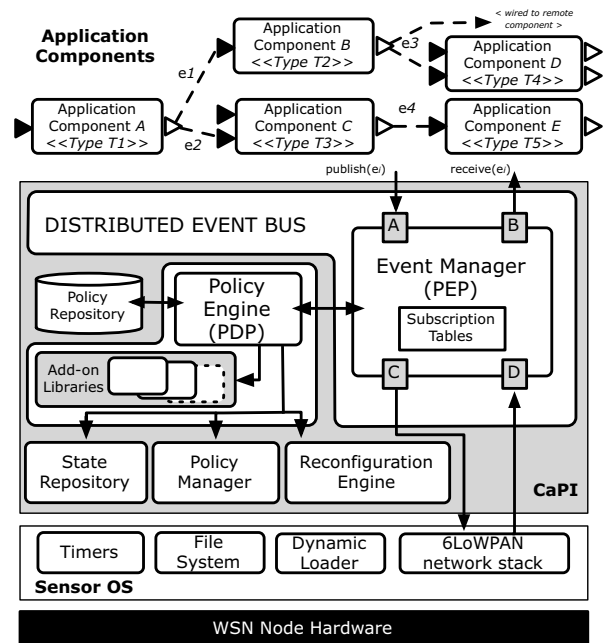 Application
Components
< wired to remote
component >
Application
Component B
<<Type T2>>
e3
Application
Component D
<<Type T4>>
e1
Application
Component A
<<Type T1>>
e2
Application
Component C
<<Type T3>>
e4
Application
Component E
<<Type T5>>
publish(ei)
receive(ei)
DISTRIBUTED EVENT BUS
A
B
Event Manager
(PEP)
Subscription
Tables
C
D
Policy
Repository
Policy
Engine
(PDP)
Add-on
Libraries
State
Repository
Policy
Manager
Reconfiguration
Engine
CaPI
Timers
File
System
Dynamic
Loader
6LoWPAN
network stack
Sensor OS
WSN Node Hardware